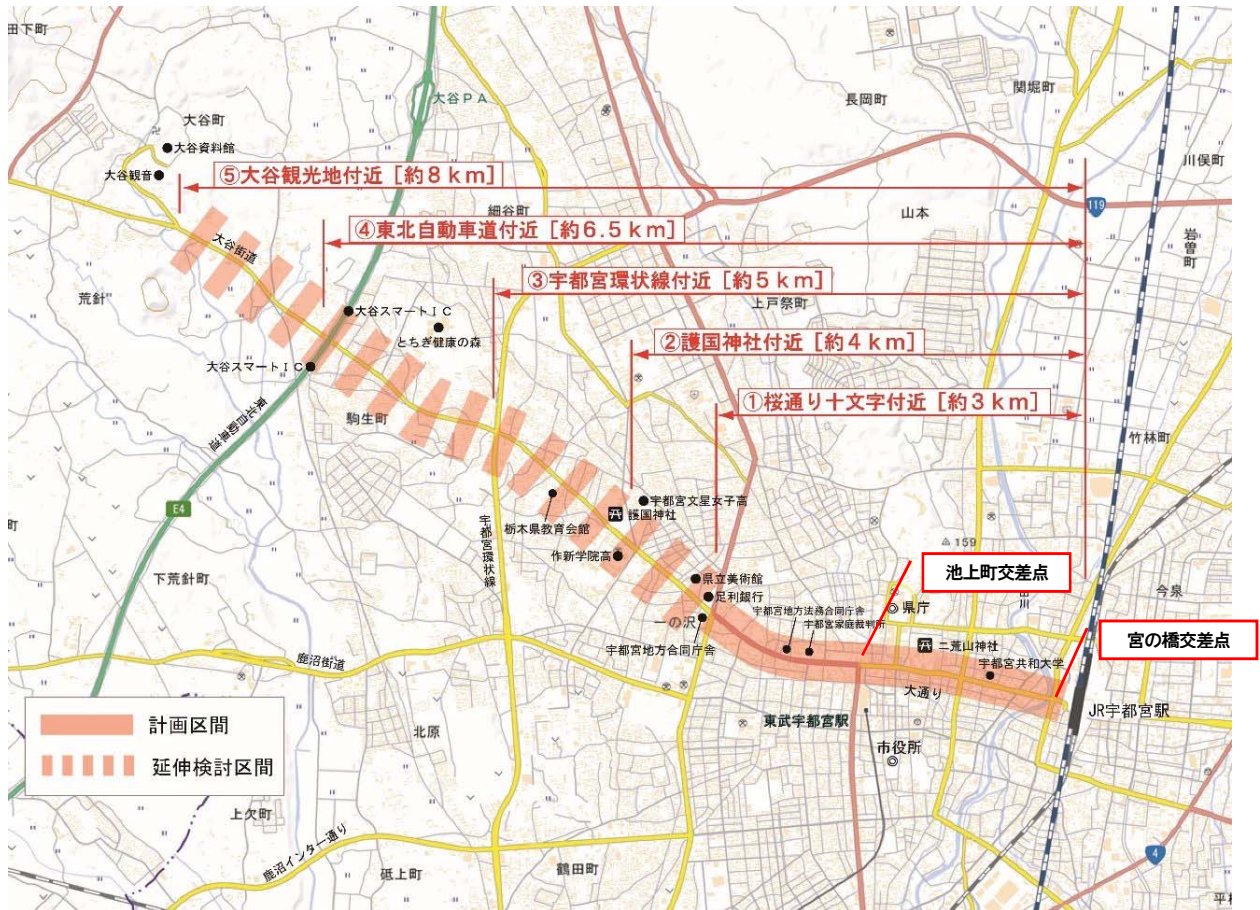 田下町
関堀町
大谷PA
長岡町
大谷町
大谷資料館
川俣町
大谷観音
⑤大谷観光地付近[約8km]
119
細谷町
山本
④東北自動車道付近[約6.5km]
岩曽町
大谷街道
③宇都宮環状線付近[約5km]
荒針
上戸祭町
大谷スマートIC
とちぎ健康の森
②護国神社付近[約4km]
大谷スマートIC
①桜通り十文字付近[約3km]
駒生町
東北自動車道
竹林町
E4
宇都宮文星女子高
栃木県教育会館
護国神社
宇都宮環状線
159
作新学院高
池上町交差点
下荒針町
県立美術館
今泉
足利銀行
田川
宇都宮地方法務合同庁舎
県庁
一の沢
宇都宮家庭裁判所
宮の橋交差点
宇都宮地方合同庁舎
二荒山神社
鹿沼街道
宇都宮共和大学
大通り
計画区間
JR宇都宮駅
東武宇都宮駅
北原
市役所
延伸検討区間
上欠町
鹿沼インター通り
4
鶴田町
砥上町